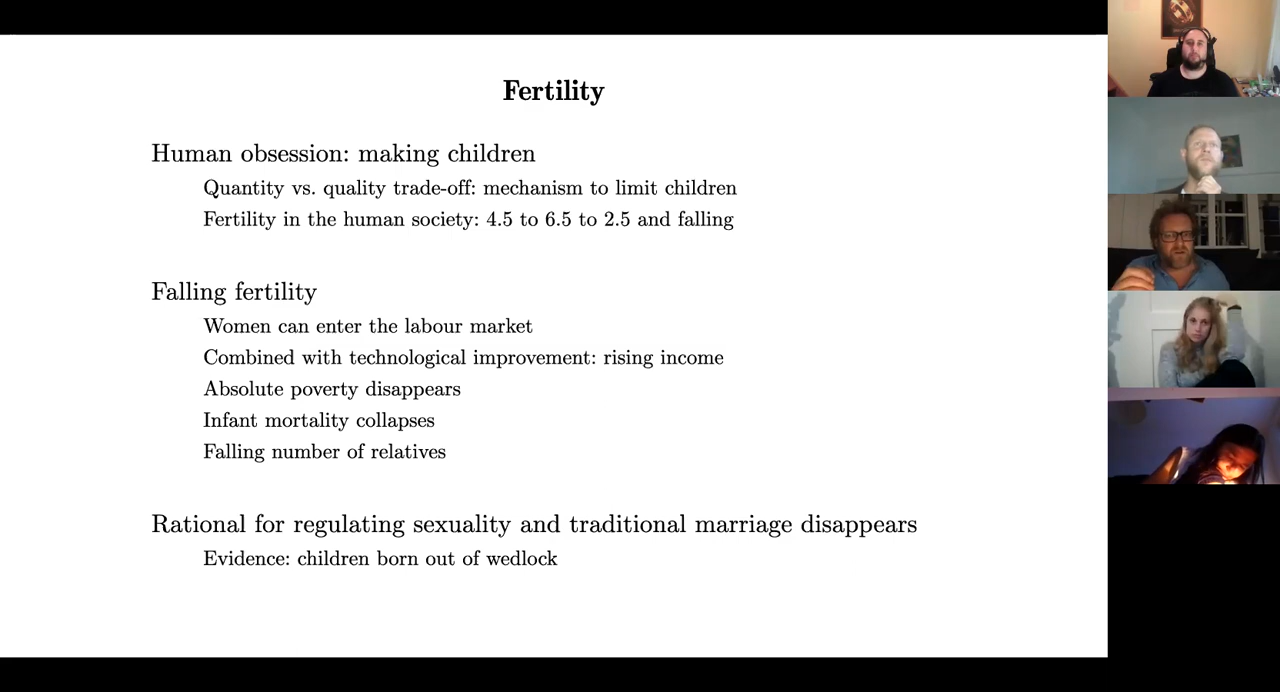 Fertility
Human obsession: making children
Quantity vs. quality trade-off: mechanism to limit children
Fertility in the human society: 4.5 to 6.5 to 2.5 and falling
Falling fertility
Women can enter the labour market
Combined with technological improvement: rising income
Absolute poverty disappears
Infant mortality collapses
Falling number of relatives
Rational for regulating sexuality and traditional marriage disappears
Evidence: children born out of wedlock